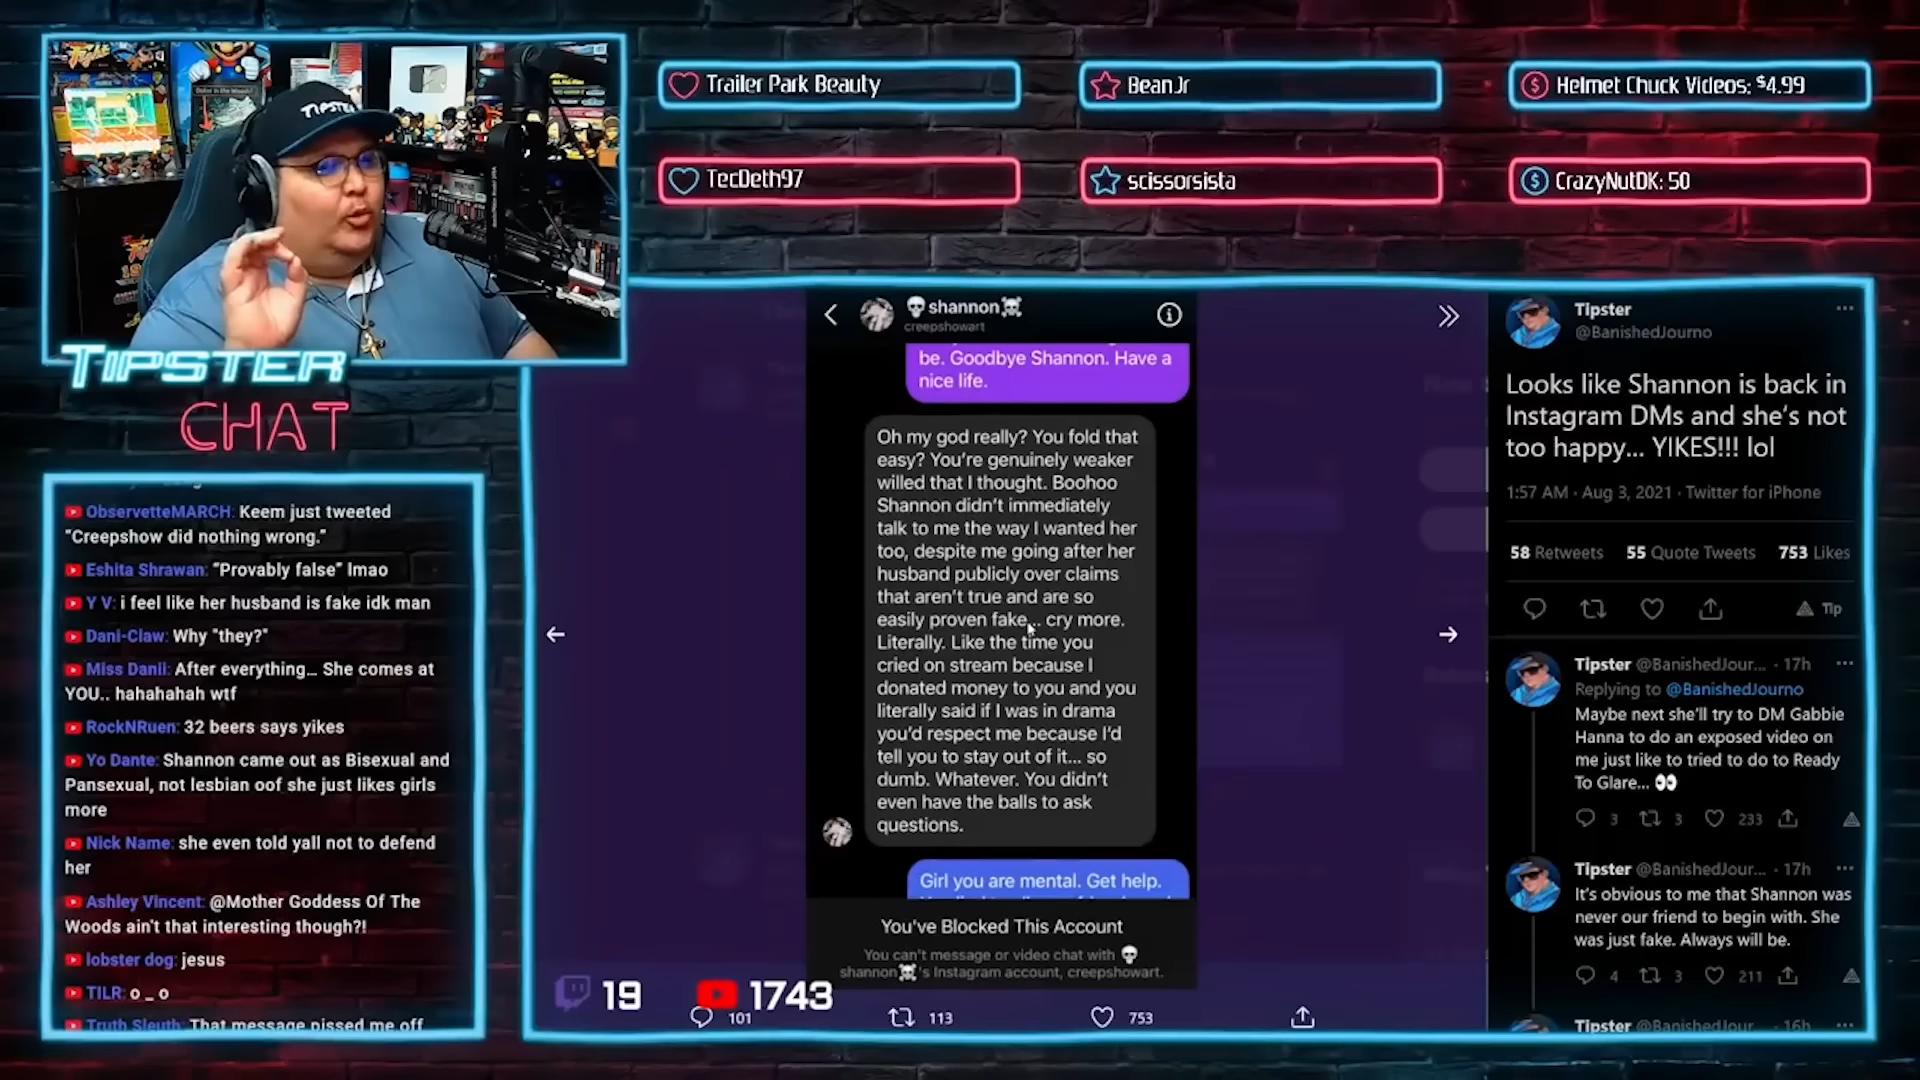 TIPSTER
Trailer Park Beauty
BeanJr
Helmet Chuck Videos: $4.99
TecDeth97
scissorsista
CrazyNutDK: 50
TIPSTER
CHAT
ObservetteMARCH: Keem just tweeted
"Creepshow did nothing wrong."
Eshita Shrawan: "Provably false" lmao
Y V: i feel like her husband is fake idk man
Dani-Claw: Why "they?"
Miss Danii: After everything... She comes at
YOU.. hahahahah wtf
RockNRuen: 32 beers says yikes
Yo Dante: Shannon came out as Bisexual and
Pansexual, not lesbian oof she just likes girls
more
Nick Name: she even told yall not to defend
her
Ashley Vincent: @Mother Goddess Of The
Woods ain't that interesting though?!
lobster dog: jesus
TILR: o _ o
Truth Sleuth: That message pissed me off
💀shannon☠️
creepshowart
be. Goodbye Shannon. Have a
nice life.
Oh my god really? You fold that
easy? You're genuinely weaker
willed that I thought. Boohoo
Shannon didn't immediately
talk to me the way I wanted her
too, despite me going after her
husband publicly over claims
that aren't true and are so
easily proven fake... cry more.
Literally. Like the time you
cried on stream because I
donated money to you and you
literally said if I was in drama
you'd respect me because I'd
tell you to stay out of it... so
dumb. Whatever. You didn't
even have the balls to ask
questions.
Girl you are mental. Get help.
You've Blocked This Account
You can't message or video chat with 💀
shannon☠️'s Instagram account, creepshowart.
19
1743
101
113
753
Tipster
@BanishedJourno
Looks like Shannon is back in
Instagram DMs and she's not
too happy... YIKES!!! lol
1:57 AM · Aug 3, 2021 · Twitter for iPhone
58 Retweets 55 Quote Tweets 753 Likes
Tip
Tipster @BanishedJour... · 17h
Replying to @BanishedJourno
Maybe next she'll try to DM Gabbie
Hanna to do an exposed video on
me just like to tried to do to Ready
To Glare... 👀
3 3 233
Tipster @BanishedJour... · 17h
It's obvious to me that Shannon was
never our friend to begin with. She
was just fake. Always will be.
4 3 211
Tipster @BanishedJour... · 16h